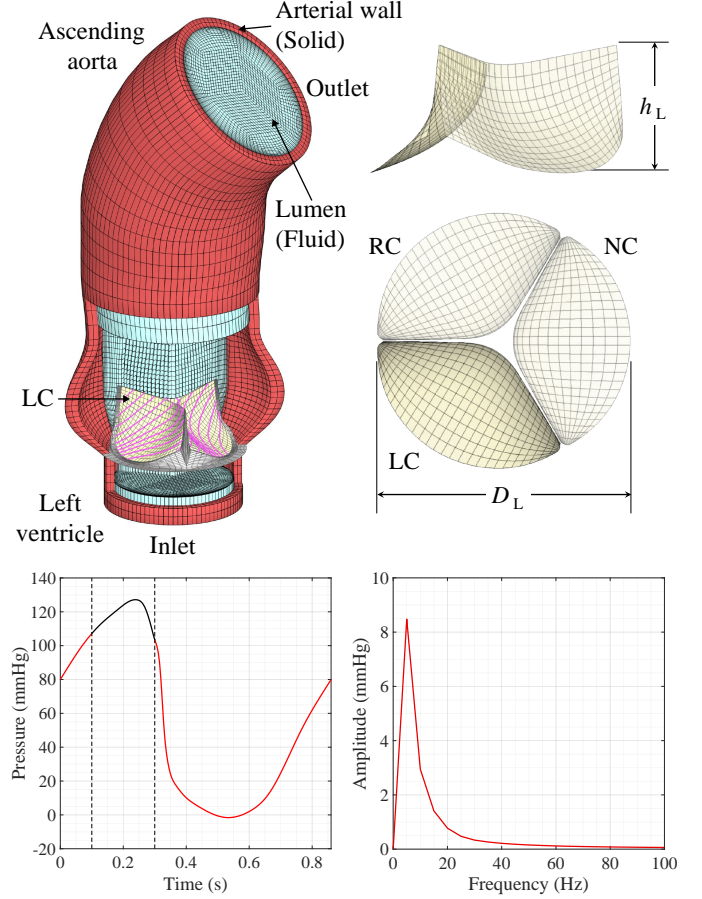 Arterial wall
(Solid)
Ascending
aorta
Outlet
Lumen
(Fluid)
LC
Left
ventricle
Inlet
h L
RC
NC
LC
D L
140
120
100
80
60
40
20
0
-20
Pressure (mmHg)
0
0.2
0.4
0.6
0.8
Time (s)
10
8
6
4
2
0
Amplitude (mmHg)
0
20
40
60
80
100
Frequency (Hz)